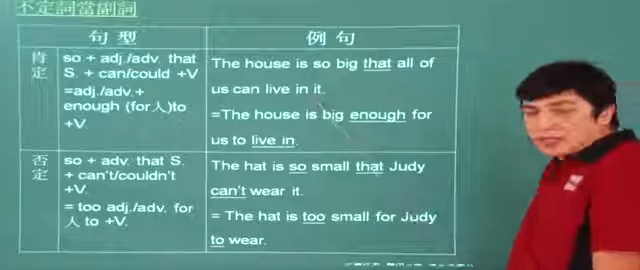 不定詞當副詞
句型 例句
肯定
so + adj./adv. that
S. + can/could +V
=adj./adv.+
enough (for人)to
+V.
The house is so big that all of
us can live in it.
=The house is big enough for
us to live in.
否定
so + adv. that S.
+ can't/couldn't
+V.
= too adj./adv. for
人 to +V.
The hat is so small that Judy
can't wear it.
= The hat is too small for Judy
to wear.